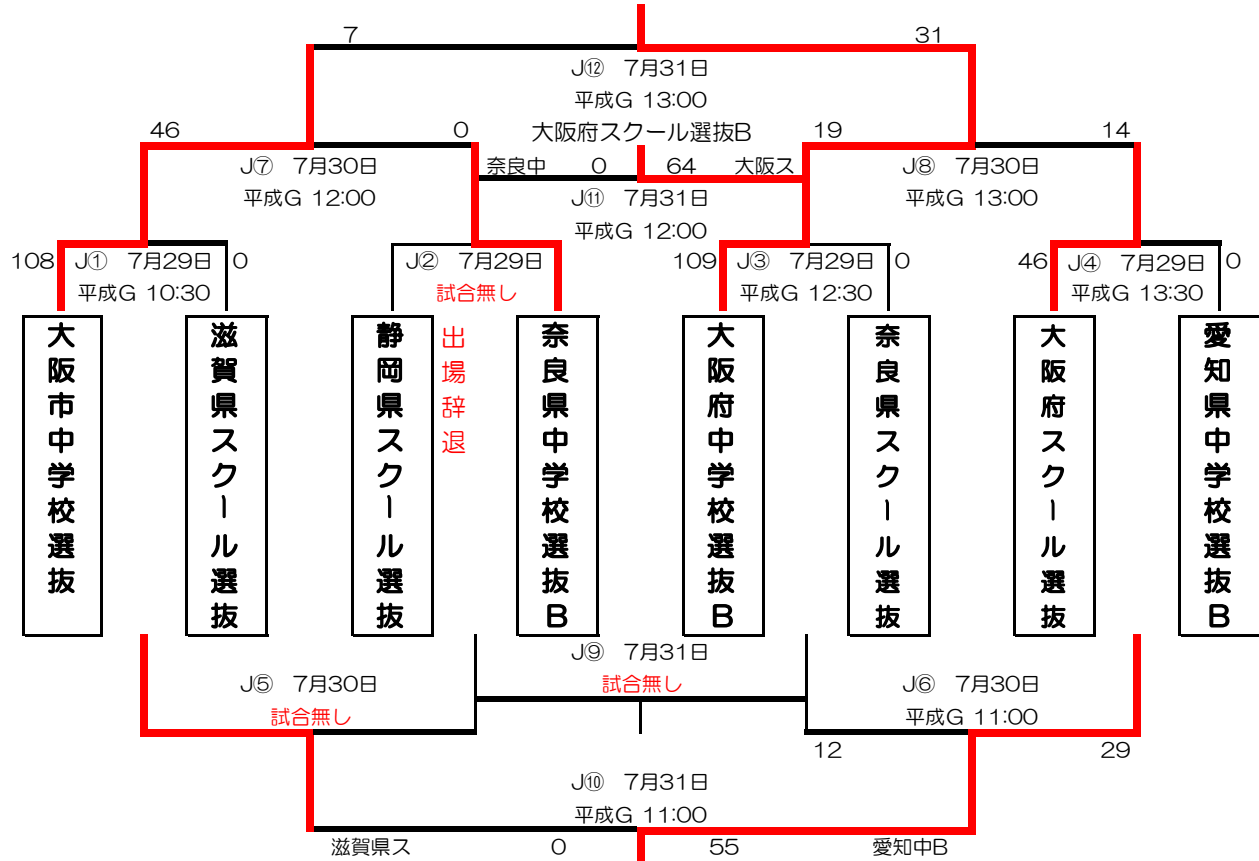 7 31
J⑫ 7月31日
平成G 13:00
46 0 大阪府スクール選抜B 19 14
J⑦ 7月30日 奈良中 0 64 大阪ス J⑧ 7月30日
平成G 12:00 J⑪ 7月31日 平成G 13:00
平成G 12:00
108 J① 7月29日 0 J② 7月29日 109 J③ 7月29日 0 46 J④ 7月29日 0
平成G 10:30 試合無し 平成G 12:30 平成G 13:30
大阪市中学校選抜
滋賀県スクール選抜
静岡県スクール選抜
出場辞退
奈良県中学校選抜B
大阪府中学校選抜B
奈良県スクール選抜
大阪府スクール選抜
愛知県中学校選抜B
J⑨ 7月31日
J⑤ 7月30日 試合無し J⑥ 7月30日
試合無し 平成G 11:00
12 29
J⑩ 7月31日
平成G 11:00
滋賀県ス 0 55 愛知中B